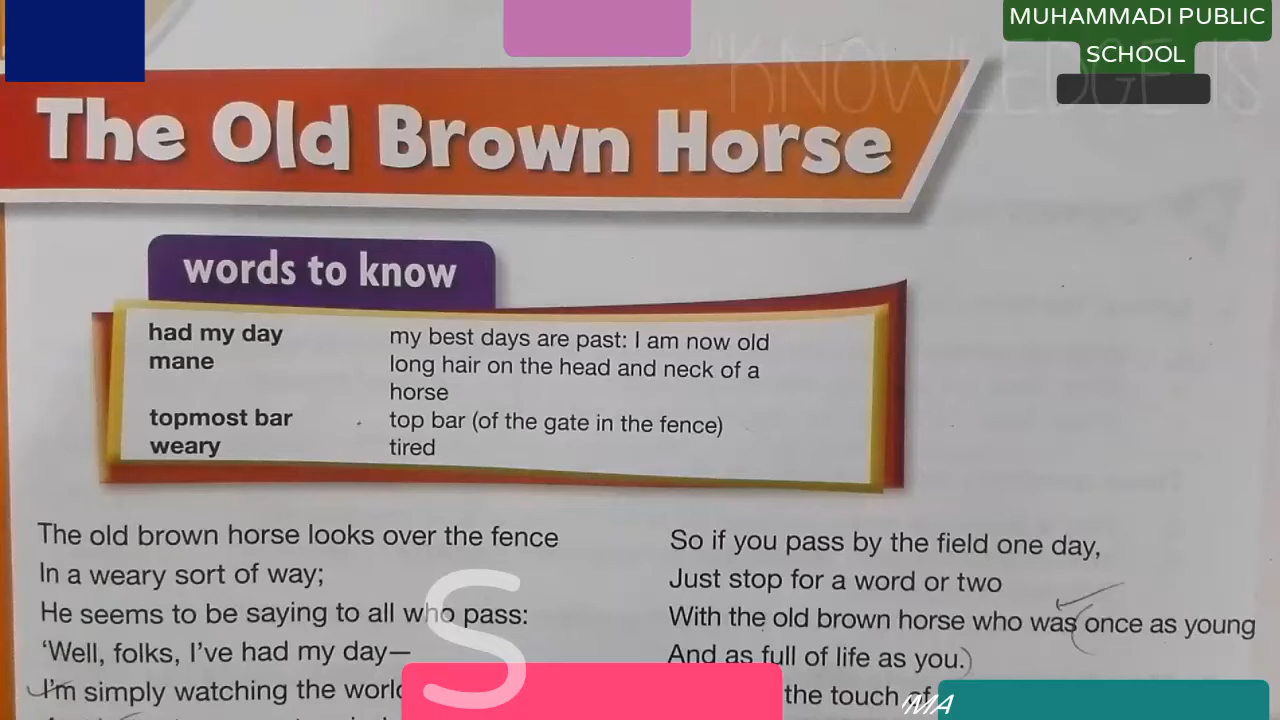 MUHAMMADI PUBLIC
SCHOOL
"KNOWLEDGE IS
The Old Brown Horse
words to know
had my day my best days are past: I am now old
mane long hair on the head and neck of a
horse
topmost bar top bar (of the gate in the fence)
weary tired
The old brown horse looks over the fence
In a weary sort of way;
He seems to be saying to all who pass:
‘Well, folks, I’ve had my day—
I’m simply watching the world
So if you pass by the field one day,
Just stop for a word or two
With the old brown horse who was once as young
And as full of life as you.
the touch of
S